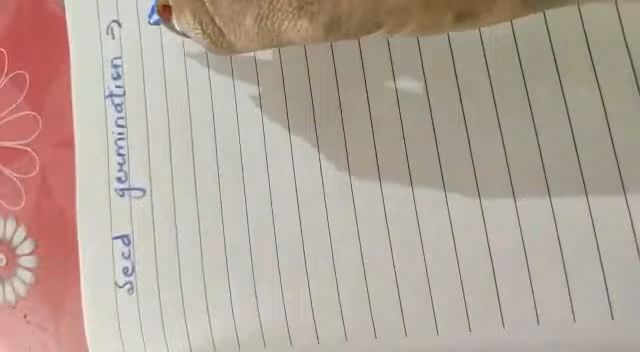 Seed germination →